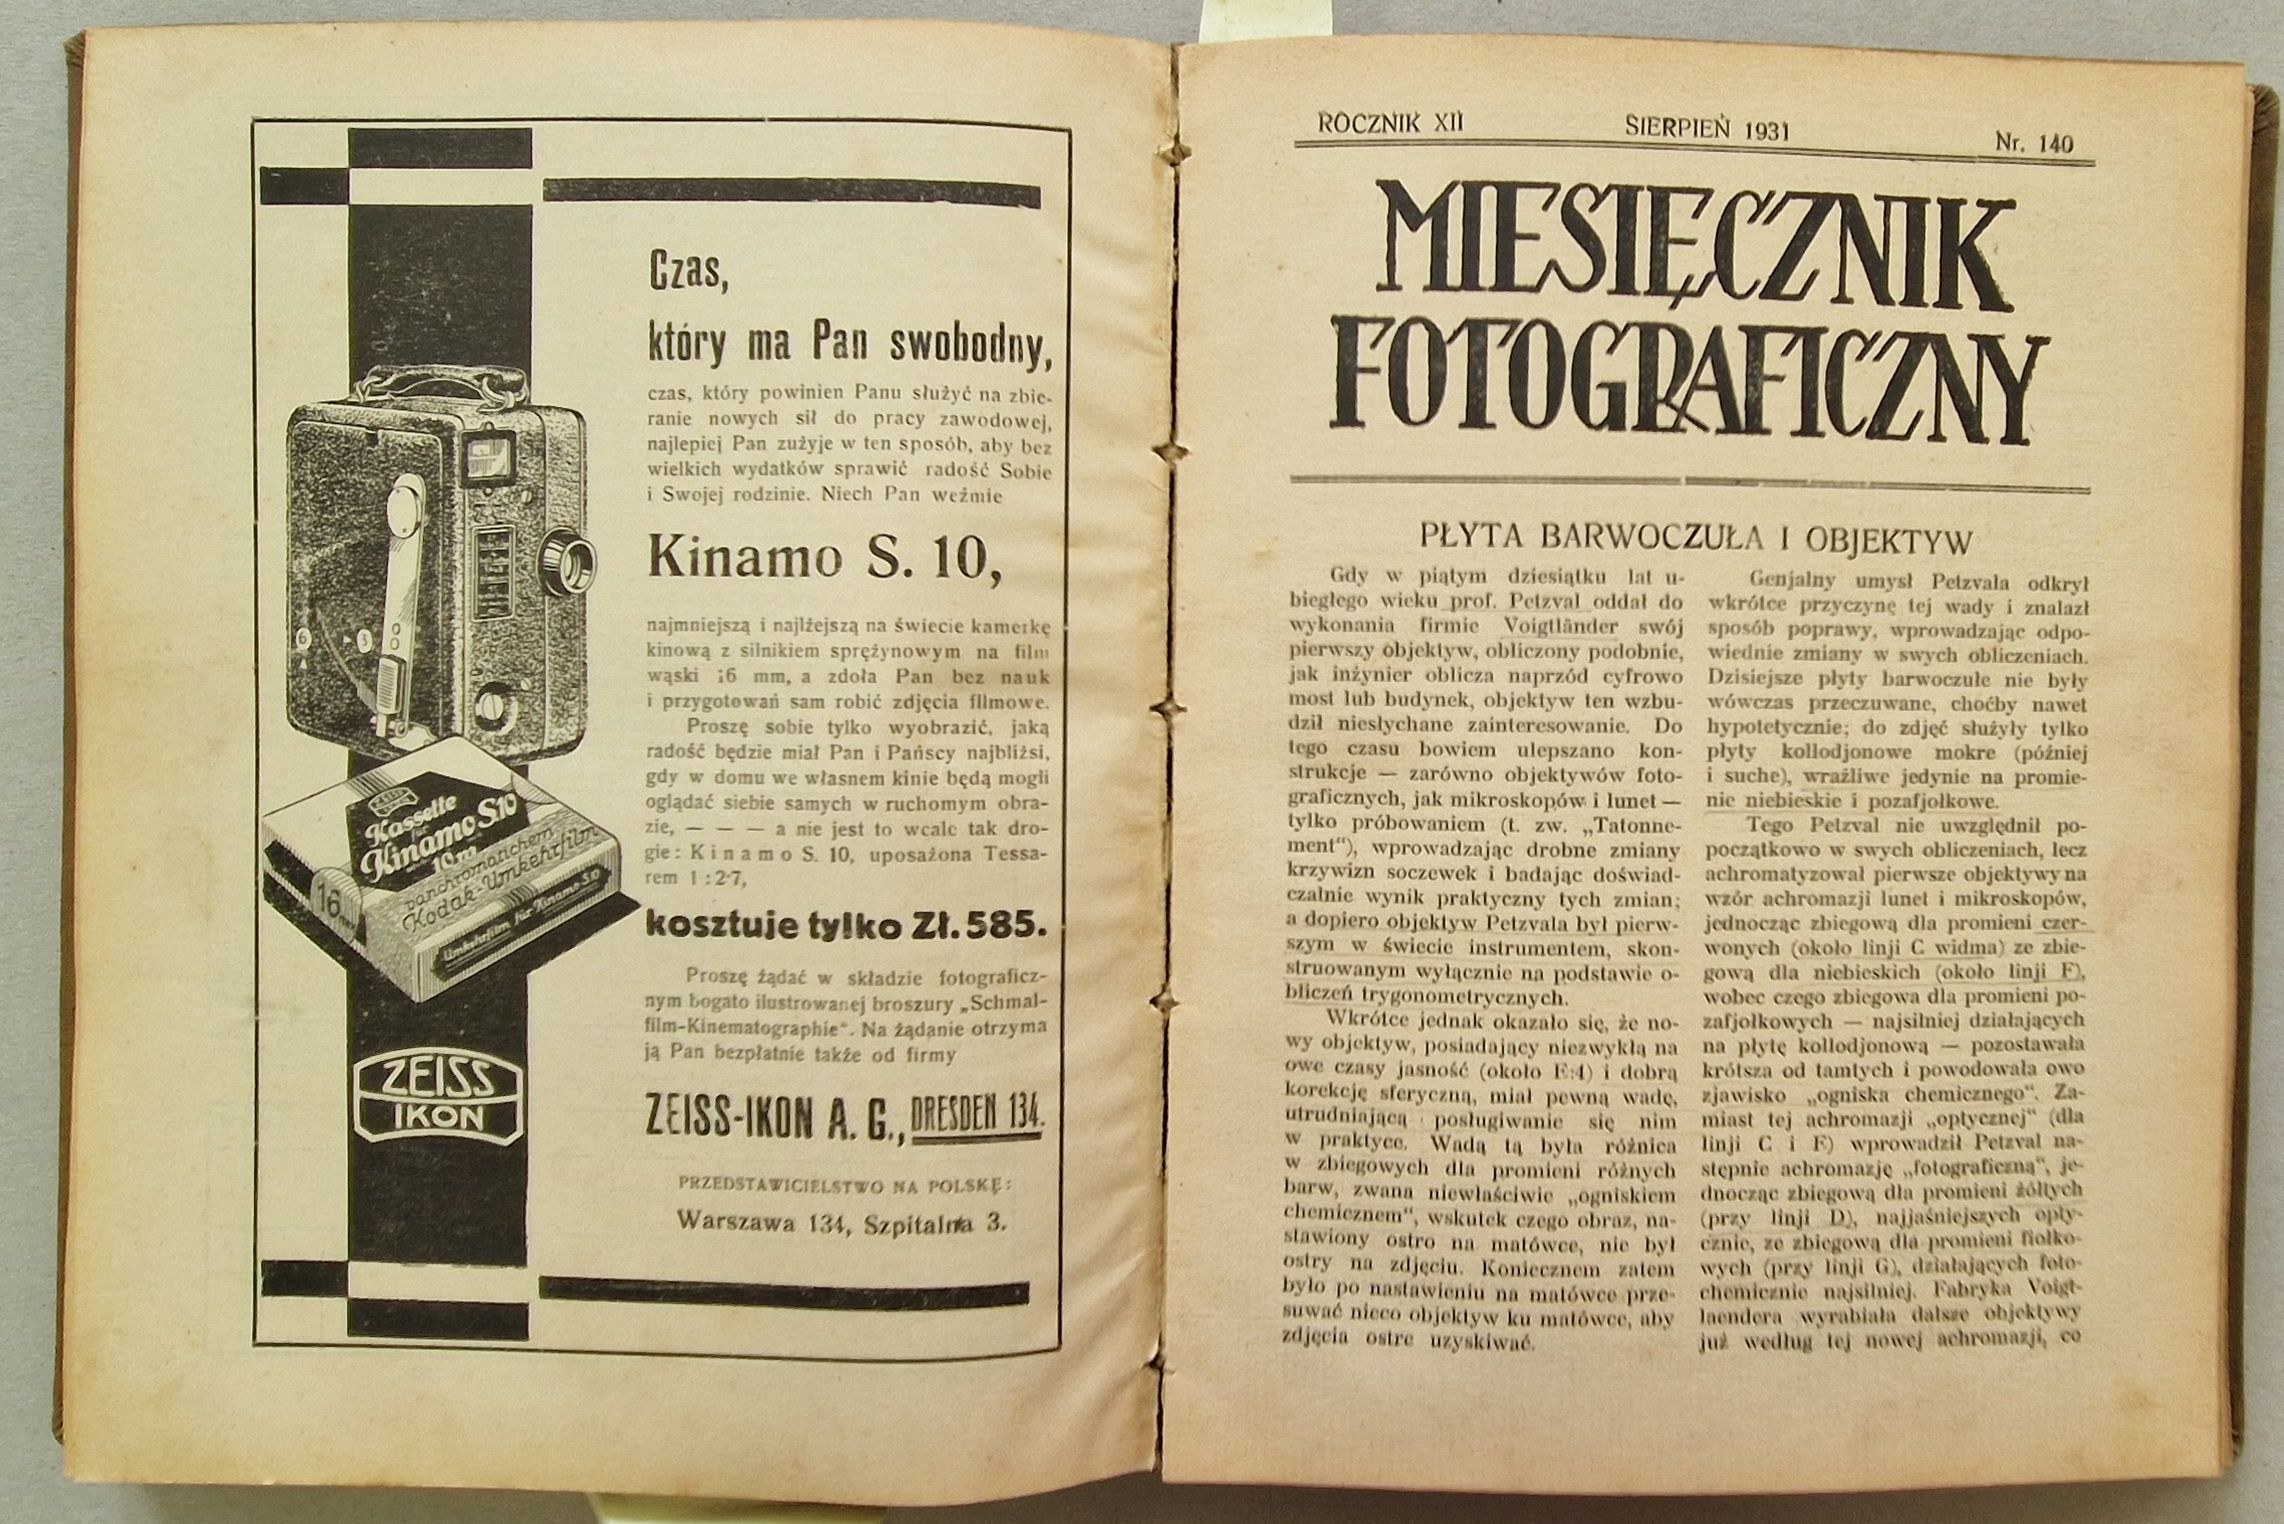 Czas,
który ma Pan swobodny,
czas, który powinien Panu służyć na zbie-
ranie nowych sił do pracy zawodowej,
najlepiej Pan zużyje w ten sposób, aby bez
wielkich wydatków sprawić radość Sobie
i Swojej rodzinie. Niech Pan weźmie
Kinamo S. 10,
najmniejszą i najlżejszą na świecie kamerkę
kinową z silnikiem sprężynowym na film
wąski 16 mm, a zdoła Pan bez nauk
i przygotowań sam robić zdjęcia filmowe.
Proszę sobie tylko wyobrazić, jaką
radość będzie miał Pan i Pańscy najbliżsi,
gdy w domu we własnem kinie będą mogli
oglądać siebie samych w ruchomym obra-
zie, — — — a nie jest to wcale tak dro-
gie: Kinamo S. 10, uposażona Tessa-
rem 1 : 2·7,
kosztuje tylko Zł. 585.
Proszę żądać w składzie fotograficz-
nym bogato ilustrowanej broszury „Schmal-
film-Kinematographie“. Na żądanie otrzyma
ją Pan bezpłatnie także od firmy
ZEISS-IKON A. G., DRESDEN 134.
PRZEDSTAWICIELSTWO NA POLSKĘ:
Warszawa 134, Szpitalna 3.
6
S
ZEISS
IKON
Kassette
für
Kinamo S.10
10 m
panchromatischem
Kodak-Umkehrfilm
16
Umkehrfilm für Kinamo S.10
ZEISS
IKON
ROCZNIK XII SIERPIEŃ 1931 Nr. 140
MIESIĘCZNIK
FOTOGRAFICZNY
PŁYTA BARWOCZUŁA I OBJEKTYW
Gdy w piątym dziesiątku lat u-
biegłego wieku prof. Petzval oddał do
wykonania firmie Voigtländer swój
pierwszy objektyw, obliczony podobnie,
jak inżynier oblicza naprzód cyfrowo
most lub budynek, objektyw ten wzbu-
dził niesłychane zainteresowanie. Do
tego czasu bowiem ulepszano kon-
strukcje — zarówno objektywów foto-
graficznych, jak mikroskopów i lunet —
tylko próbowaniem (t. zw. „Tatonne-
ment“), wprowadzając drobne zmiany
krzywizn soczewek i badając doświad-
czalnie wynik praktyczny tych zmian;
a dopiero objektyw Petzvala był pierw-
szym w świecie instrumentem, skon-
struowanym wyłącznie na podstawie o-
bliczeń trygonometrycznych.
Wkrótce jednak okazało się, że no-
wy objektyw, posiadający niezwykłą na
owe czasy jasność (około F:4) i dobrą
korekcję sferyczną, miał pewną wadę,
utrudniającą posługiwanie się nim
w praktyce. Wadą tą była różnica
w zbiegowych dla promieni różnych
barw, zwana niewłaściwie „ogniskiem
chemicznem“, wskutek czego obraz, na-
stawiony ostro na matówce, nie był
ostry na zdjęciu. Koniecznem zatem
było po nastawieniu na matówce prze-
suwać nieco objektyw ku matówce, aby
zdjęcia ostre uzyskiwać.
Genjalny umysł Petzvala odkrył
wkrótce przyczynę tej wady i znalazł
sposób poprawy, wprowadzając odpo-
wiednie zmiany w swych obliczeniach.
Dzisiejsze płyty barwoczułe nie były
wówczas przeczuwane, choćby nawet
hypotetycznie; do zdjęć służyły tylko
płyty kollodjonowe mokre (później
i suche), wrażliwe jedynie na promie-
nie niebieskie i pozafjołkowe.
Tego Petzval nie uwzględnił po-
początkowo w swych obliczeniach, lecz
achromatyzował pierwsze objektywy na
wzór achromazji lunet i mikroskopów,
jednocząc zbiegową dla promieni czer-
wonych (około linji C widma) ze zbie-
gową dla niebieskich (około linji F),
wobec czego zbiegowa dla promieni po-
zafjołkowych — najsilniej działających
na płytę kollodjonową — pozostawała
krótsza od tamtych i powodowała owo
zjawisko „ogniska chemicznego“. Za-
miast tej achromazji „optycznej“ (dla
linji C i F) wprowadził Petzval na-
stępnie achromazję „fotograficzną“, je-
dnocząc zbiegową dla promieni żółtych
(przy linji D), najjaśniejszych opty-
cznie, ze zbiegową dla promieni fiołko-
wych (przy linji G), działających foto-
chemicznie najsilniej. Fabryka Voigt-
laendera wyrabiała dalsze objektywy
już według tej nowej achromazji, co